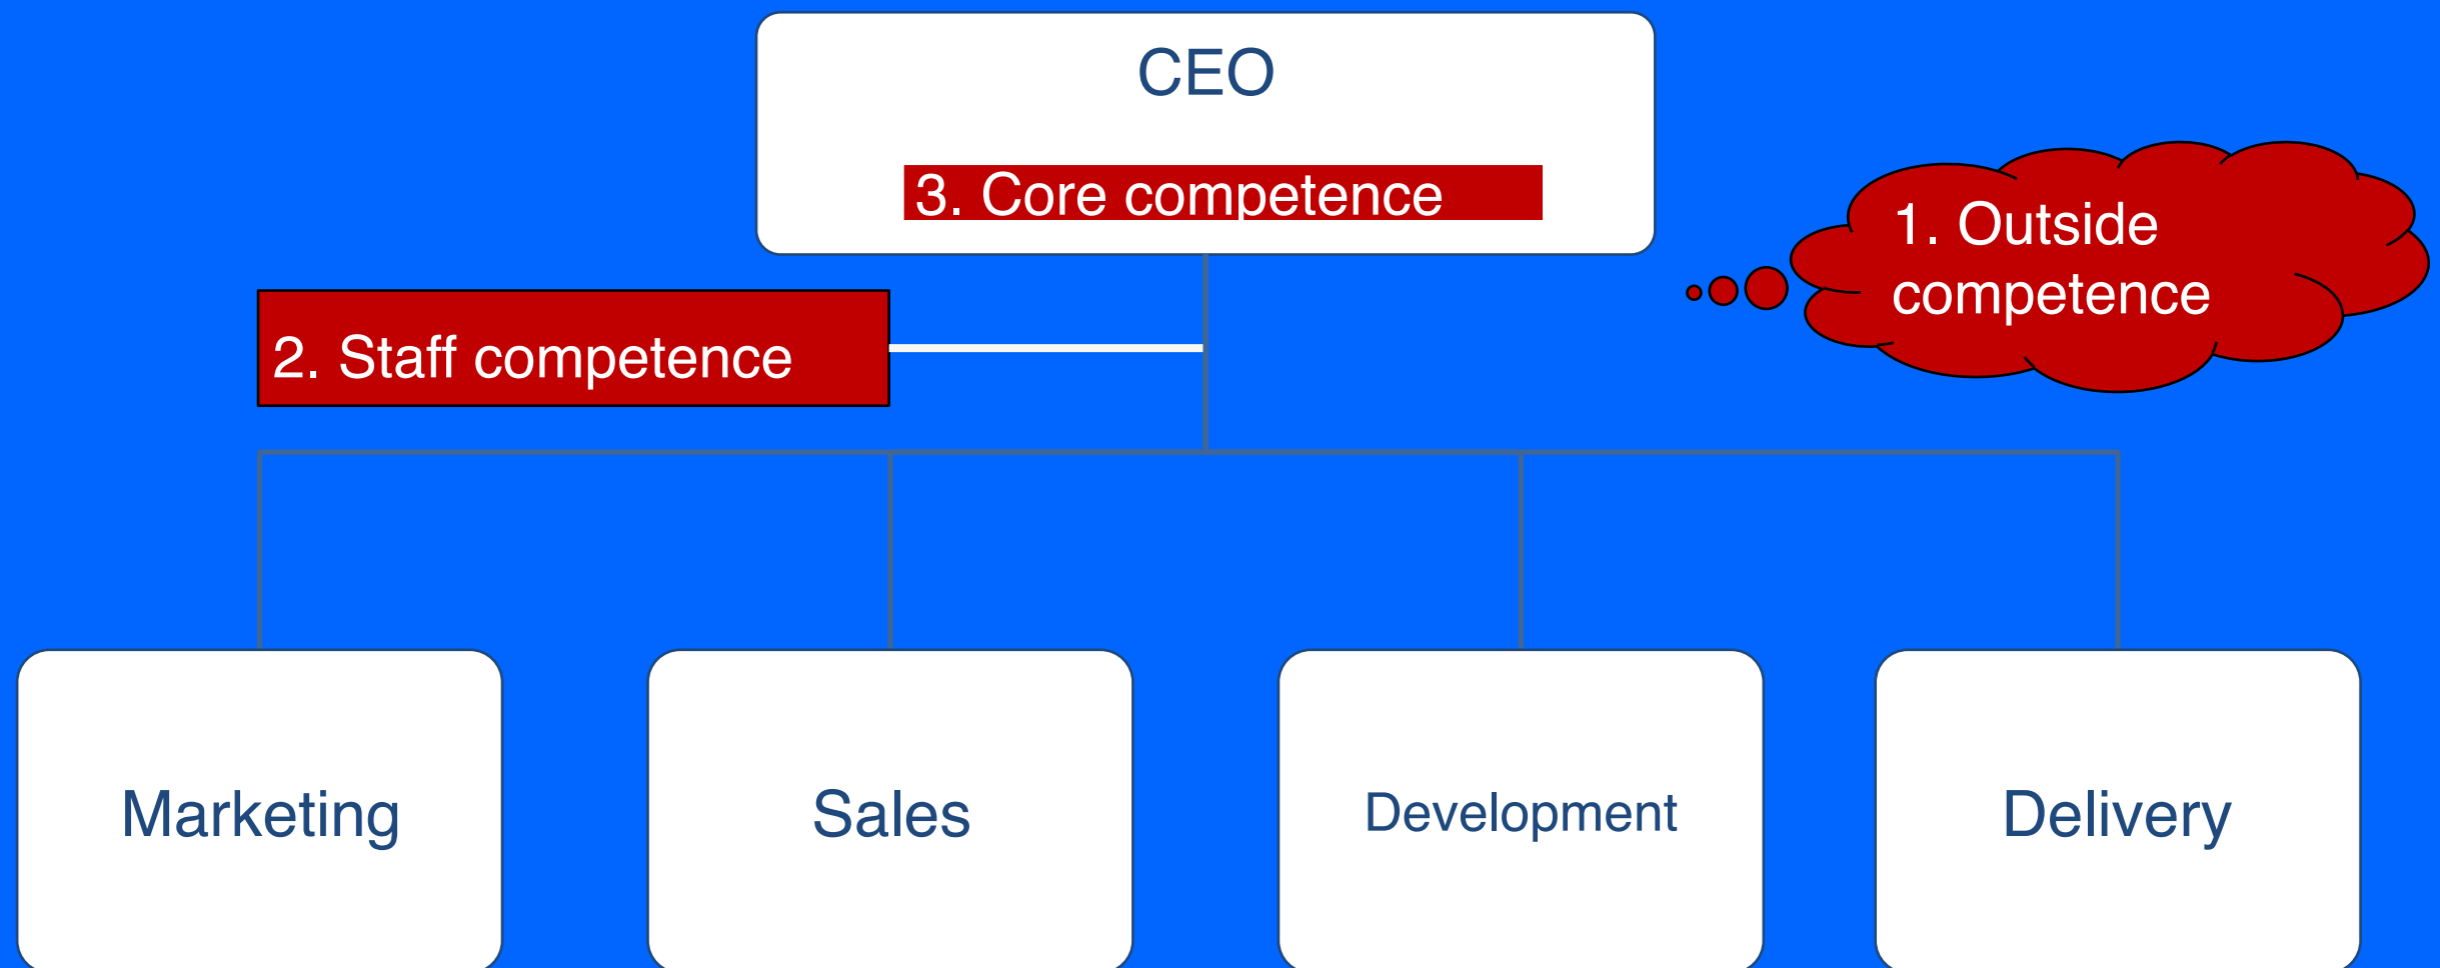 CEO
3. Core competence
1. Outside
competence
2. Staff competence
Marketing
Sales
Development
Delivery